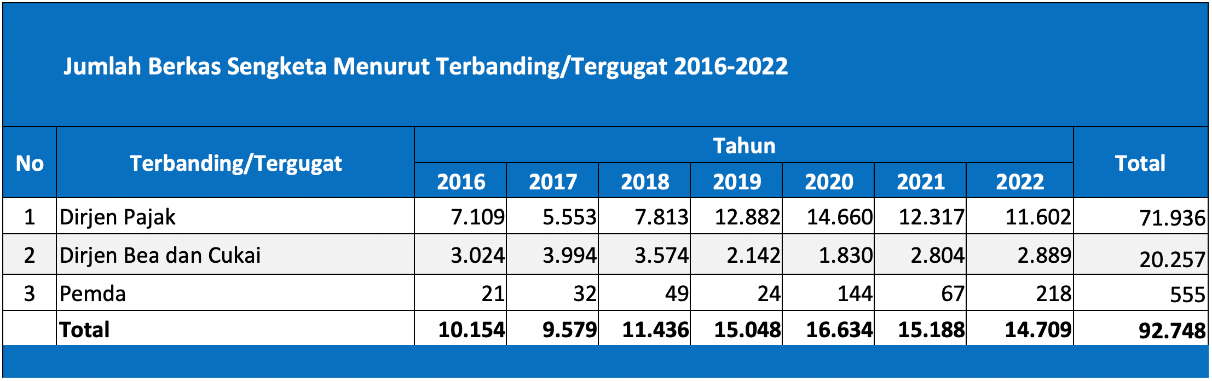 Jumlah Berkas Sengketa Menurut Terbanding/Tergugat 2016-2022
No Terbanding/Tergugat Tahun Total
2016 2017 2018 2019 2020 2021 2022
1 Dirjen Pajak 7.109 5.553 7.813 12.882 14.660 12.317 11.602 71.936
2 Dirjen Bea dan Cukai 3.024 3.994 3.574 2.142 1.830 2.804 2.889 20.257
3 Pemda 21 32 49 24 144 67 218 555
Total 10.154 9.579 11.436 15.048 16.634 15.188 14.709 92.748